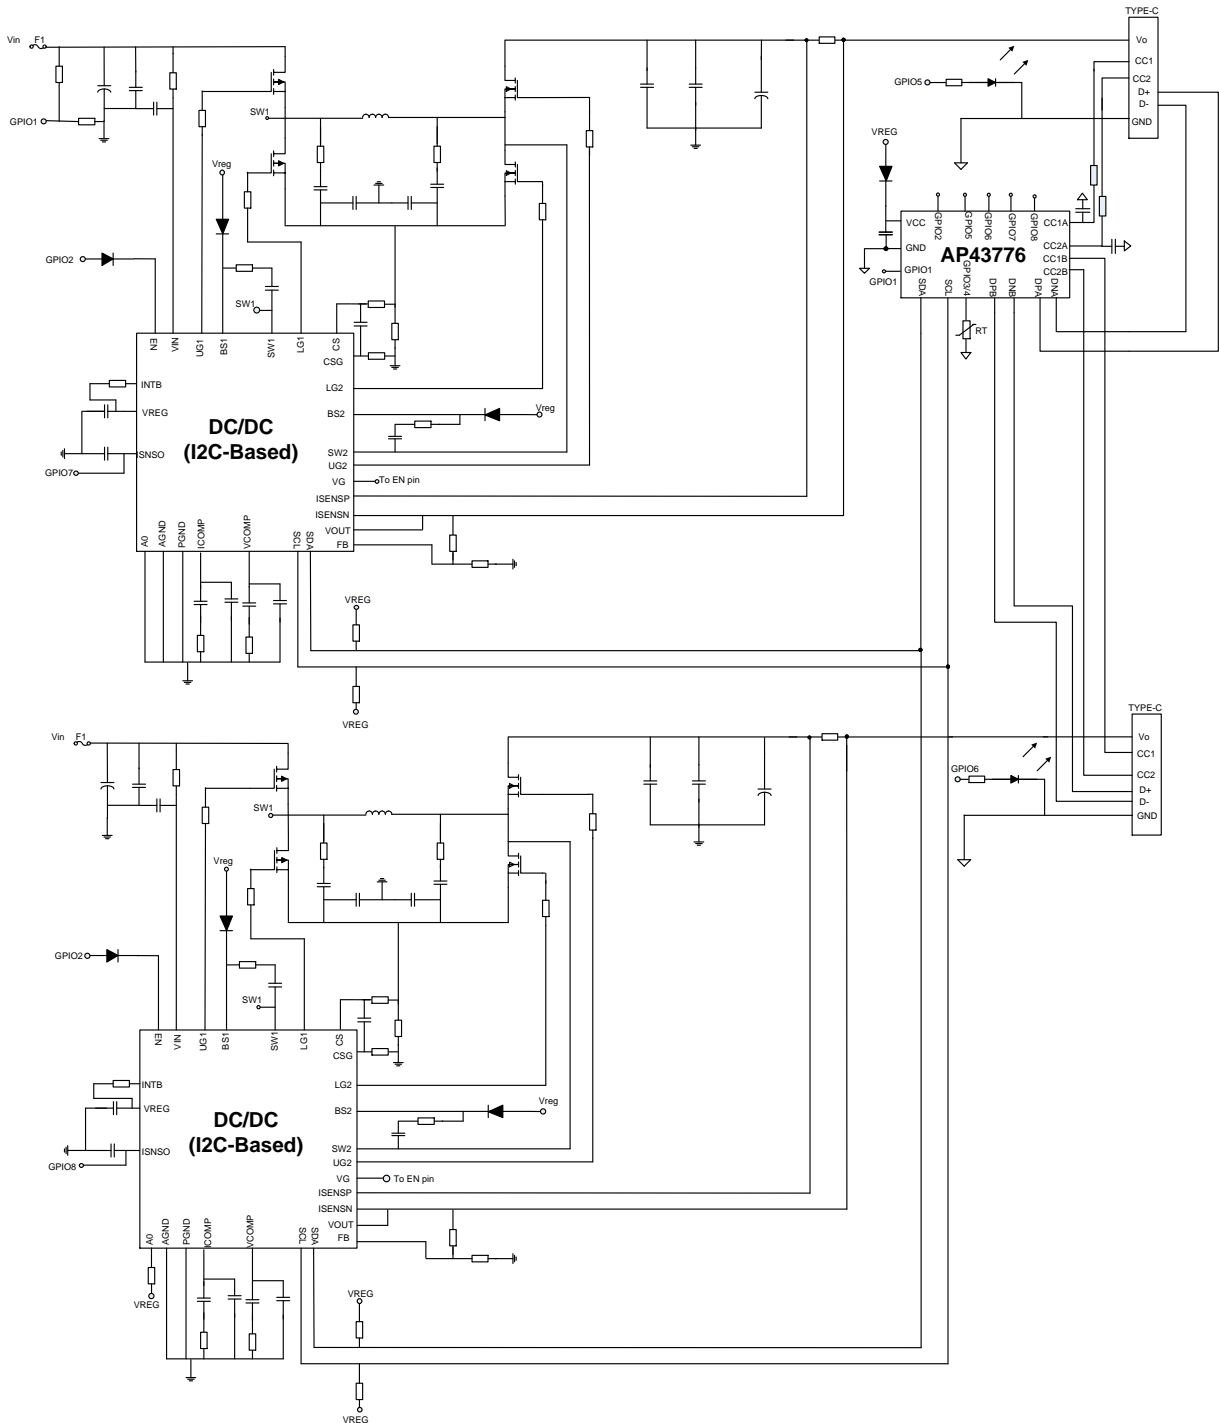 TYPE-C
Vin F1
Vo
CC1
CC2
D+
D-
GND
GPIO5
GPIO1
SW1
VREG
Vreg
VCC
GPIO2
GPIO5
GPIO6
GPIO7
GPIO8
CC1A
GND
AP43776
CC2A
CC1B
CC2B
GPIO1
SDA
SCL
GPIO3/4
DPB
DNB
DPA
DNA
RT
GPIO2
SW1
EN
VIN
UG1
BS1
SW1
LG1
CS
CSG
INTB
LG2
VREG
BS2
Vreg
DC/DC
(I2C-Based)
ISNSO
SW2
GPIO7
UG2
VG
To EN pin
ISENSP
ISENSN
VOUT
FB
A0
AGND
PGND
ICOMP
VCOMP
SCL
SDA
VREG
VREG
TYPE-C
Vin F1
Vo
CC1
CC2
D+
D-
GND
GPIO6
SW1
Vreg
GPIO2
SW1
EN
VIN
UG1
BS1
SW1
LG1
CS
CSG
INTB
LG2
VREG
BS2
Vreg
DC/DC
(I2C-Based)
ISNSO
SW2
GPIO8
UG2
VG
To EN pin
ISENSP
ISENSN
VOUT
FB
A0
AGND
PGND
ICOMP
VCOMP
SCL
SDA
VREG
VREG
VREG